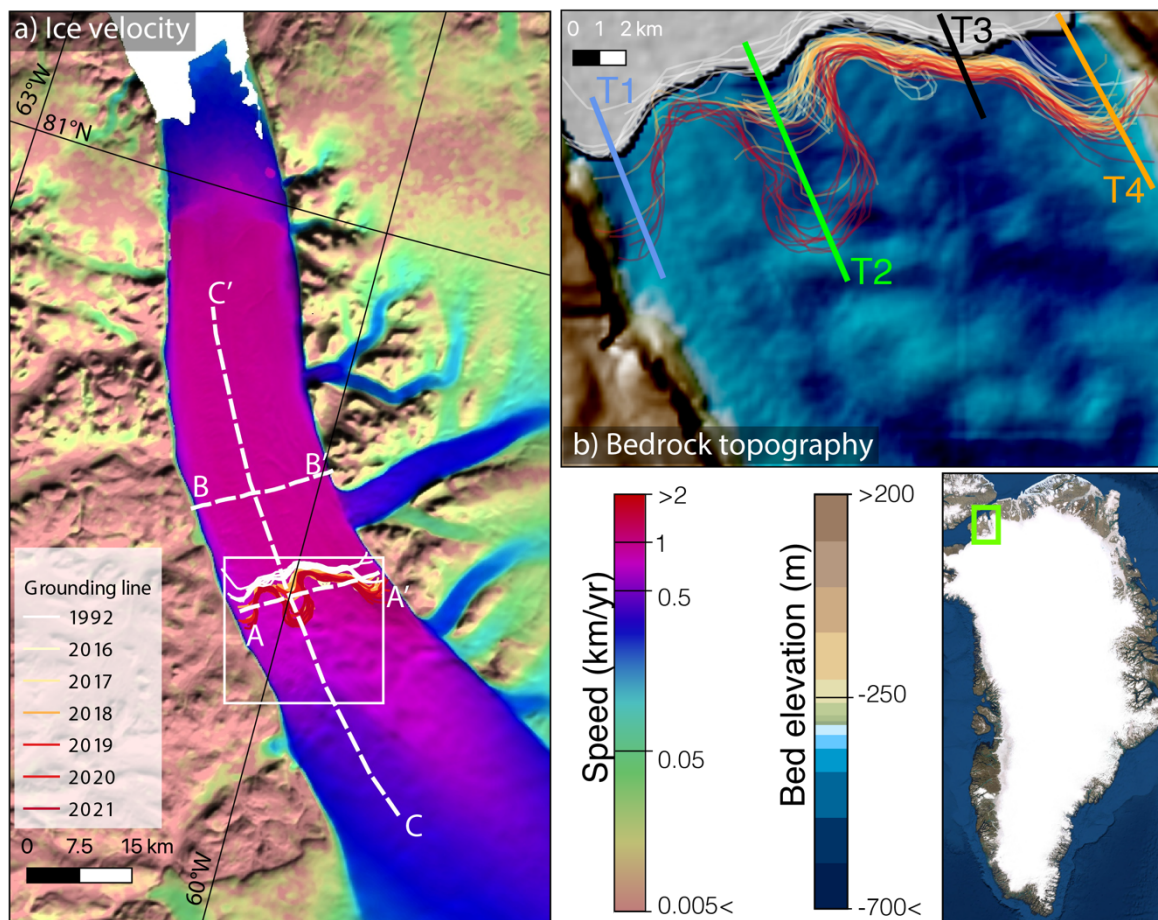 a) Ice velocity
63°W
81°N
C'
B
B'
A
A'
C
60°W
Grounding line
1992
2016
2017
2018
2019
2020
2021
0 7.5 15 km
0 1 2 km
T1
T2
T3
T4
b) Bedrock topography
Speed (km/yr)
>2
1
0.5
0.05
0.005<
Bed elevation (m)
>200
-250
-700<